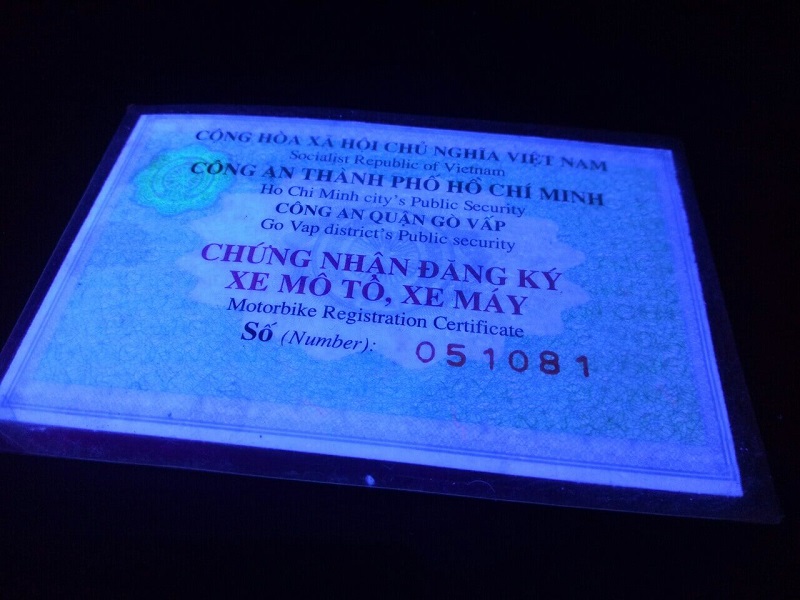 CỘNG HÒA XÃ HỘI CHỦ NGHĨA VIỆT NAM
Socialist Republic of Vietnam
CÔNG AN THÀNH PHỐ HỒ CHÍ MINH
Ho Chi Minh city's Public Security
CÔNG AN QUẬN GÒ VẤP
Go Vap district's Public security
CHỨNG NHẬN ĐĂNG KÝ
XE MÔ TÔ, XE MÁY
Motorbike Registration Certificate
Số (Number): 051081